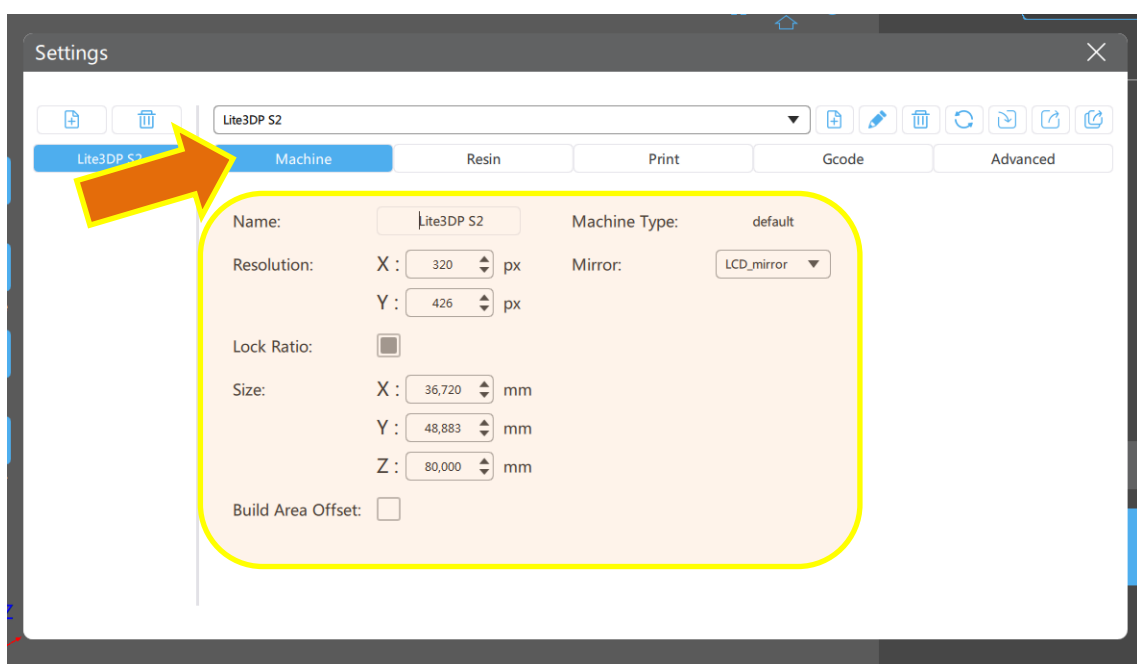 Settings
Lite3DP S2
Lite3DP S2 Machine Resin Print Gcode Advanced
Name: Lite3DP S2 Machine Type: default
Resolution: X : 320 px Mirror: LCD_mirror
Y : 426 px
Lock Ratio:
Size: X : 36,720 mm
Y : 48,883 mm
Z : 80,000 mm
Build Area Offset:
Z